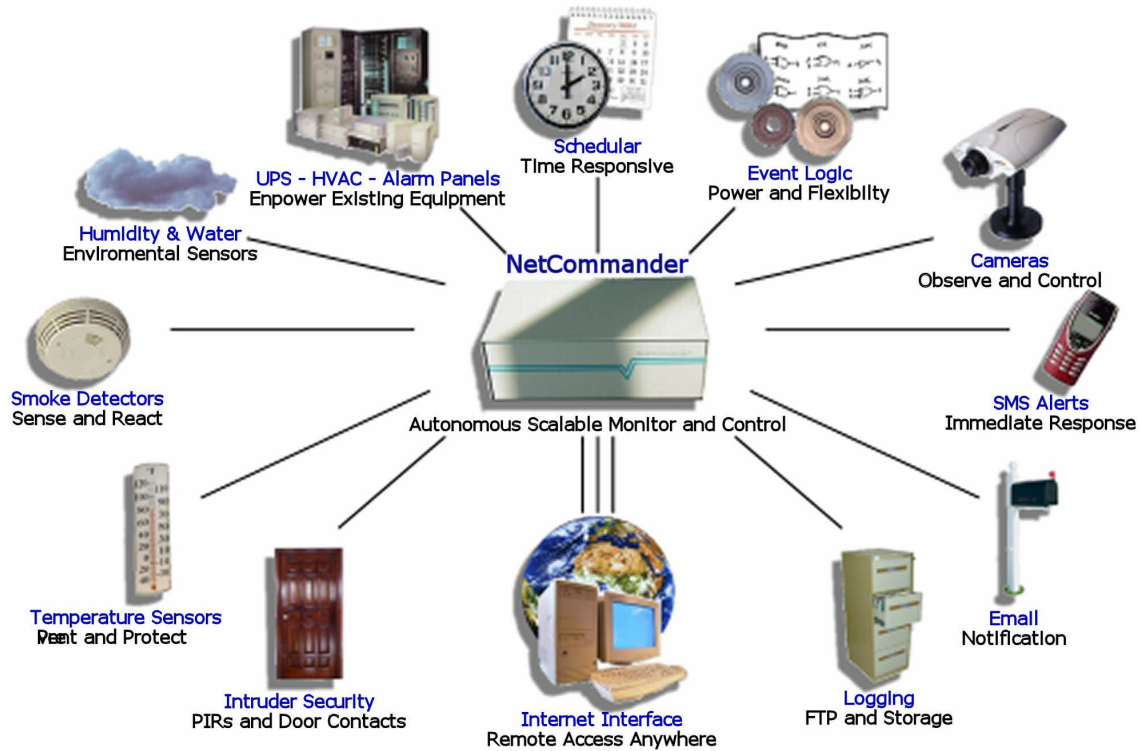 January
Schedular
Time Responsive
Event Logic
Power and Flexibilty
UPS - HVAC - Alarm Panels
Enpower Existing Equipment
Humidity & Water
Enviromental Sensors
NetCommander
Cameras
Observe and Control
Smoke Detectors
Sense and React
SMS Alerts
Immediate Response
Autonomous Scalable Monitor and Control
Temperature Sensors
and Protect
Email
Notification
Intruder Security
PIRs and Door Contacts
Internet Interface
Remote Access Anywhere
Logging
FTP and Storage